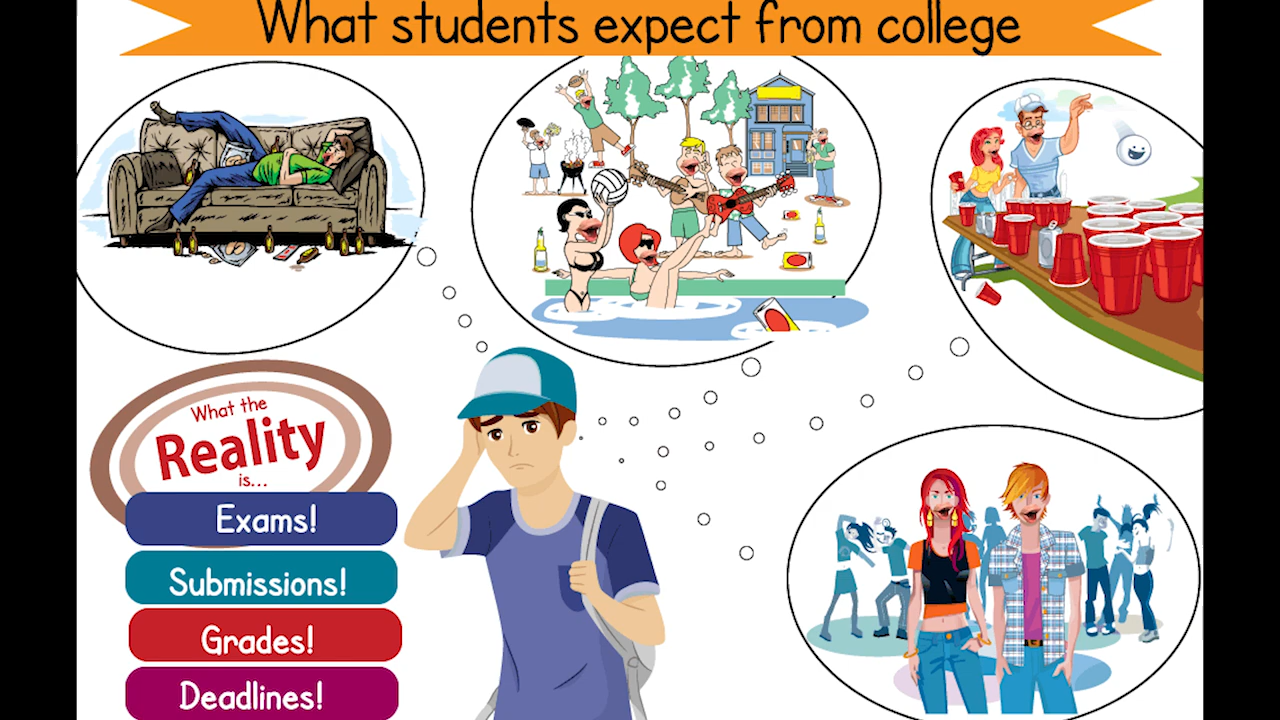 What students expect from college
What the
Reality
is...
Exams!
Submissions!
Grades!
Deadlines!